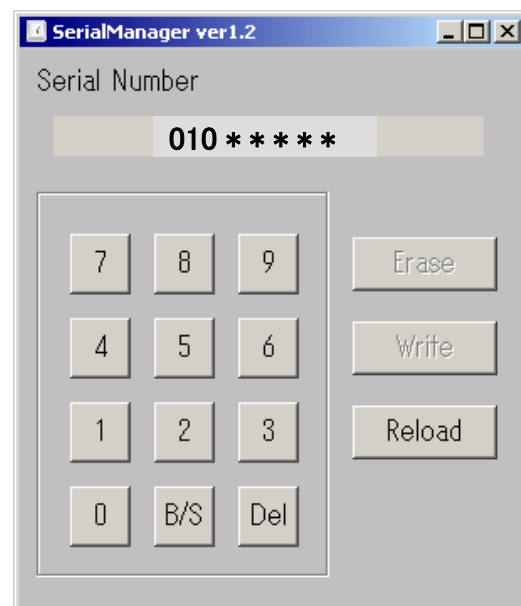 SerialManager ver1.2
Serial Number
010*****
7 8 9 Erase
4 5 6 Write
1 2 3 Reload
0 B/S Del